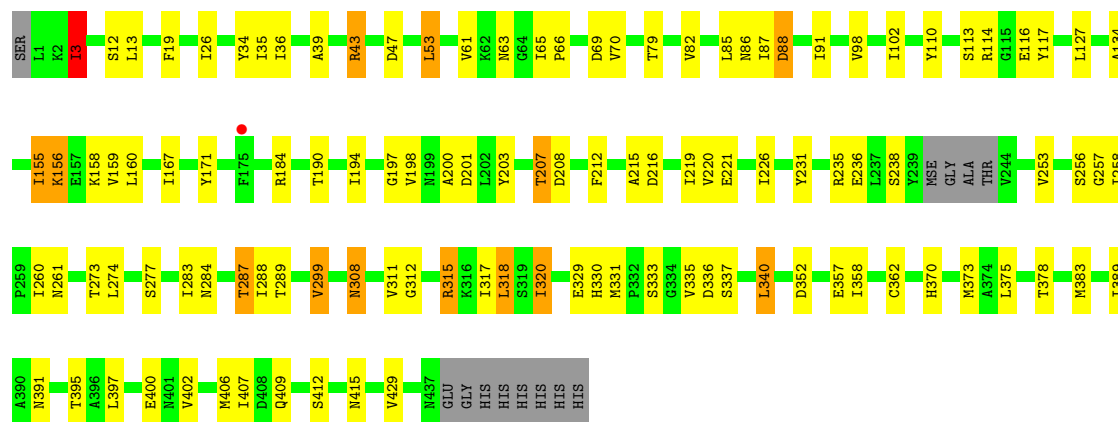 SER L1 K2 I3 S12 L13 F19 I26 Y34 I35 I36 A39 R43 D47 L53 V61 K62 N63 G64 I65 P66 D69 V70 T79 V82 L85 N86 I87 D88 I91 V98 I102 Y110 S113 R114 G115 E116 Y117 L127 A134
I155 K156 E157 K158 V159 L160 I167 Y171 F175 R184 T190 I194 G197 V198 N199 A200 D201 L202 Y203 T207 D208 F212 A215 D216 I219 V220 E221 I226 Y231 R235 E236 L237 S238 Y239 MSE GLY ALA THR V244 V253 S256 G257 I258
P259 I260 N261 T273 L274 S277 I283 N284 T287 I288 T289 V299 N308 V311 G312 R315 K316 I317 L318 S319 I320 E329 H330 M331 P332 S333 G334 V335 D336 S337 L340 D352 E357 I358 C362 H370 M373 A374 L375 T378 M383
A390 N391 T395 A396 L397 E400 N401 V402 M406 I407 D408 Q409 S412 N415 V429 N437 GLU GLY HIS HIS HIS HIS HIS HIS